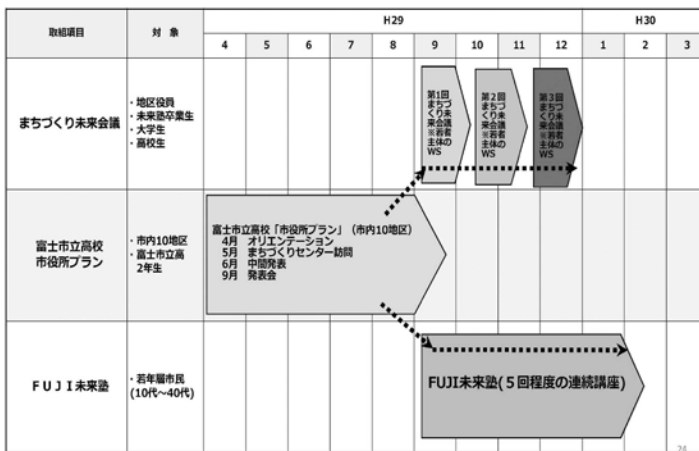 取組項目 対象 H29 H30
4 5 6 7 8 9 10 11 12 1 2 3
まちづくり未来会議
・地区役員
・未来塾卒業生
・大学生
・高校生
第1回
まちづ
くり未
来会議
※若者
主体の
WS
第2回
まちづ
くり未
来会議
※若者
主体の
WS
第3回
まちづ
くり未
来会議
※若者
主体の
WS
富士市立高校
市役所プラン
・市内10地区
・富士市立高
2年生
富士市立高校「市役所プラン」（市内10地区）
4月 オリエンテーション
5月 まちづくりセンター訪問
6月 中間発表
9月 発表会
ＦＵＪＩ未来塾
・若年層市民
(10代～40代)
FUJI未来塾(５回程度の連続講座)
24